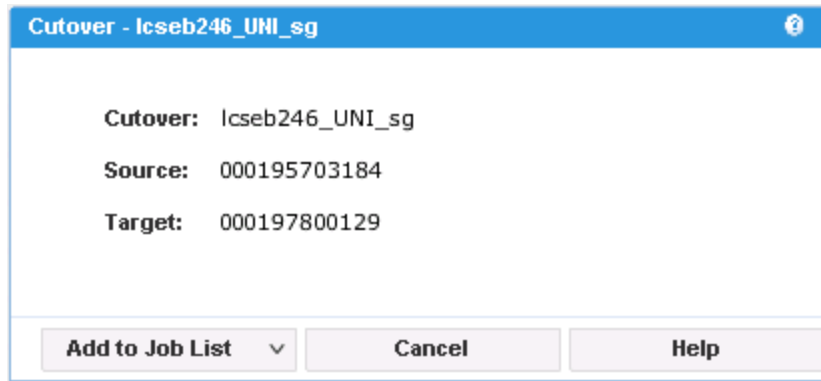 Cutover - lcseb246_UNI_sg
Cutover: lcseb246_UNI_sg
Source: 000195703184
Target: 000197800129
Add to Job List Cancel Help